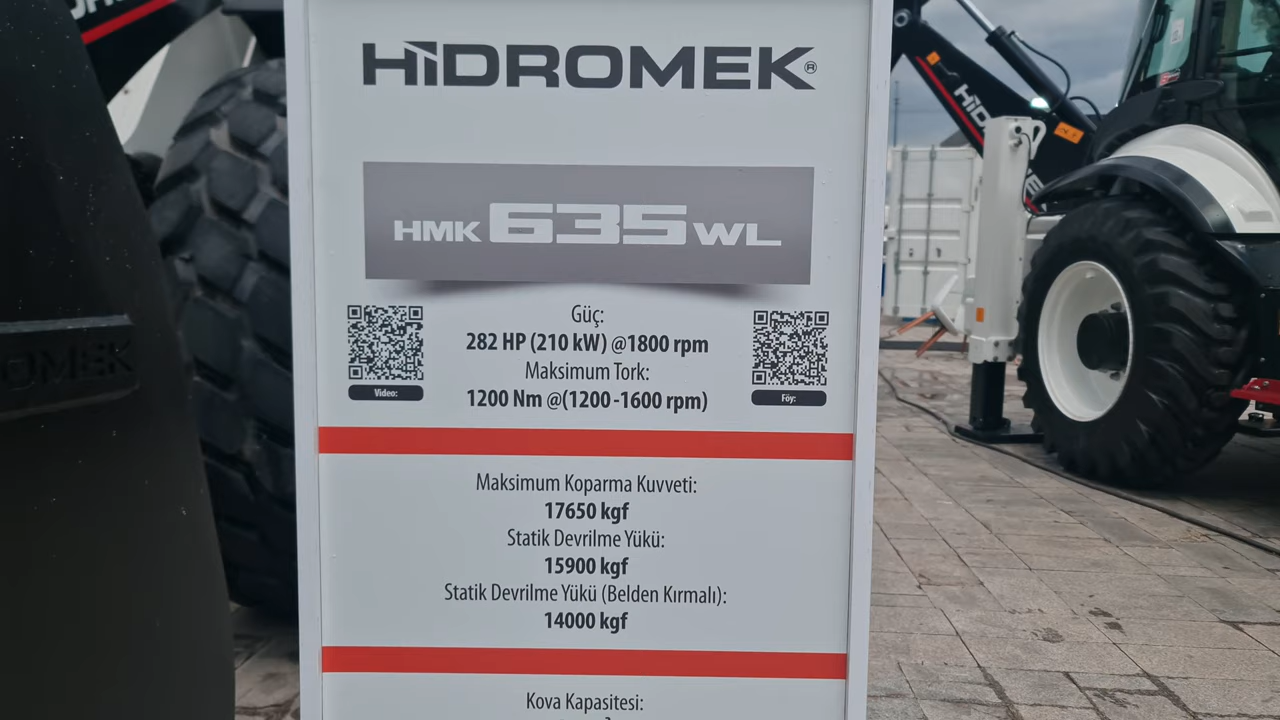 HİDROMEK®
HMK 635 WL
Güç:
282 HP (210 kW) @1800 rpm
Maksimum Tork:
1200 Nm @(1200-1600 rpm)
Video:
Föy:
Maksimum Koparma Kuvveti:
17650 kgf
Statik Devrilme Yükü:
15900 kgf
Statik Devrilme Yükü (Belden Kırmalı):
14000 kgf
Kova Kapasitesi: